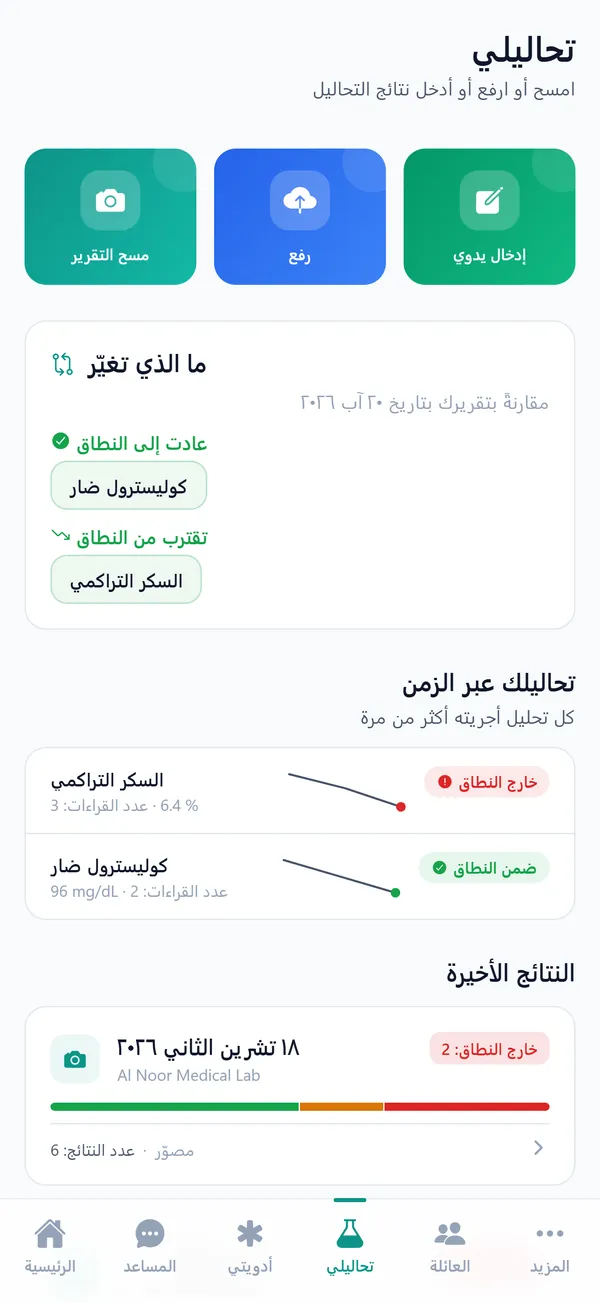 تحاليلي
امسح أو ارفع أو أدخل نتائج التحاليل
إدخال يدوي
رفع
مسح التقرير
ما الذي تغيّر
مقارنةً بتقريرك بتاريخ ٢٠ آب ٢٠٢٦
عادت إلى النطاق
كوليسترول ضار
تقترب من النطاق
السكر التراكمي
تحاليلك عبر الزمن
كل تحليل أجريته أكثر من مرة
السكر التراكمي
خارج النطاق
6.4 % · عدد القراءات: 3
كوليسترول ضار
ضمن النطاق
96 mg/dL · عدد القراءات: 2
النتائج الأخيرة
١٨ تشرين الثاني ٢٠٢٦
خارج النطاق: 2
Al Noor Medical Lab
عدد النتائج: 6 · مصوّر
الرئيسية
المساعد
أدويتي
تحاليلي
العائلة
المزيد